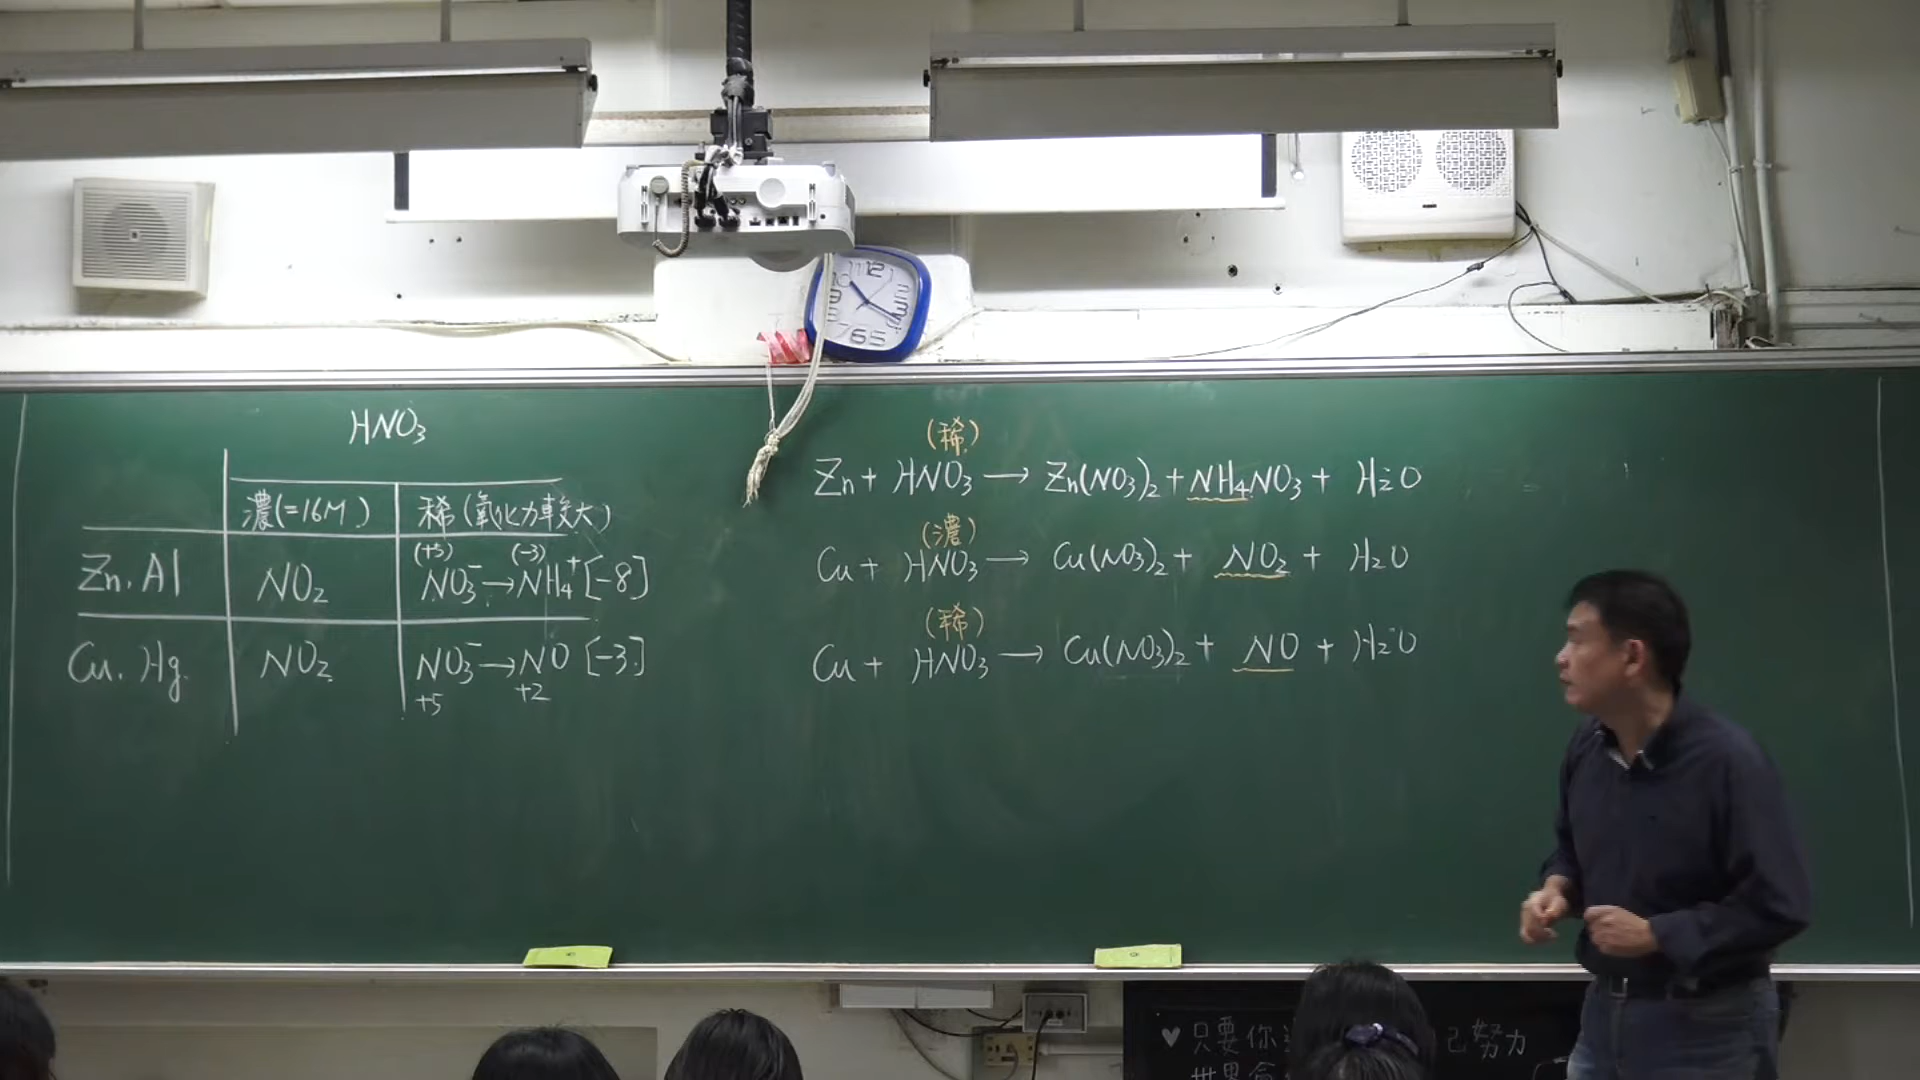 HNO₃
濃(=16M) 稀(氧化力較大)
(+5) (-3)
Zn. Al NO₂ NO₃⁻→NH₄⁺ [-8]
Cu. Hg. NO₂ NO₃⁻→NO [-3]
+5 +2
(稀)
Zn + HNO₃ → Zn(NO₃)₂ + NH₄NO₃ + H₂O
(濃)
Cu + HNO₃ → Cu(NO₃)₂ + NO₂ + H₂O
(稀)
Cu + HNO₃ → Cu(NO₃)₂ + NO + H₂O
♥ 只要你 己努力
世界